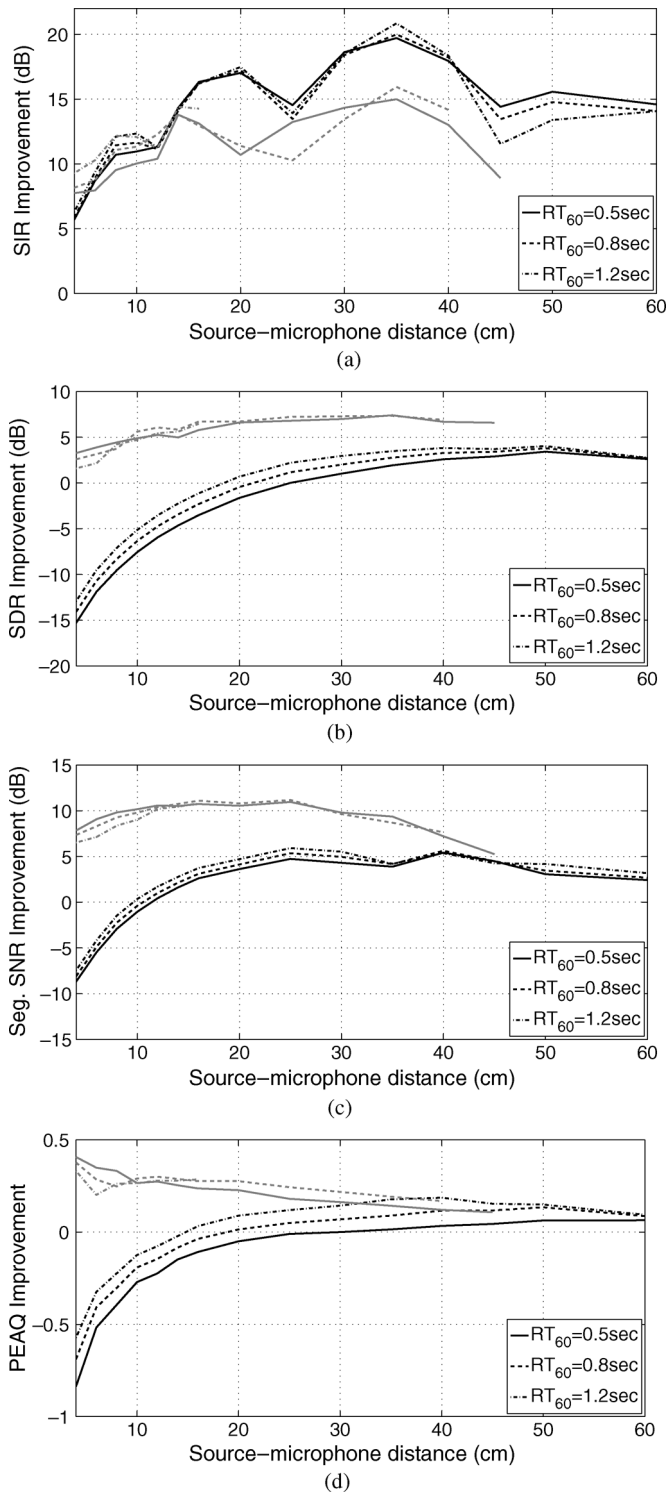 20
15
10
5
0
SIR Improvement (dB)
RT60=0.5sec
RT60=0.8sec
RT60=1.2sec
10 20 30 40 50 60
Source−microphone distance (cm)
(a)
10
5
0
−5
−10
−15
−20
SDR Improvement (dB)
RT60=0.5sec
RT60=0.8sec
RT60=1.2sec
10 20 30 40 50 60
Source−microphone distance (cm)
(b)
15
10
5
0
−5
−10
−15
Seg. SNR Improvement (dB)
RT60=0.5sec
RT60=0.8sec
RT60=1.2sec
10 20 30 40 50 60
Source−microphone distance (cm)
(c)
0.5
0
−0.5
−1
PEAQ Improvement
RT60=0.5sec
RT60=0.8sec
RT60=1.2sec
10 20 30 40 50 60
Source−microphone distance (cm)
(d)